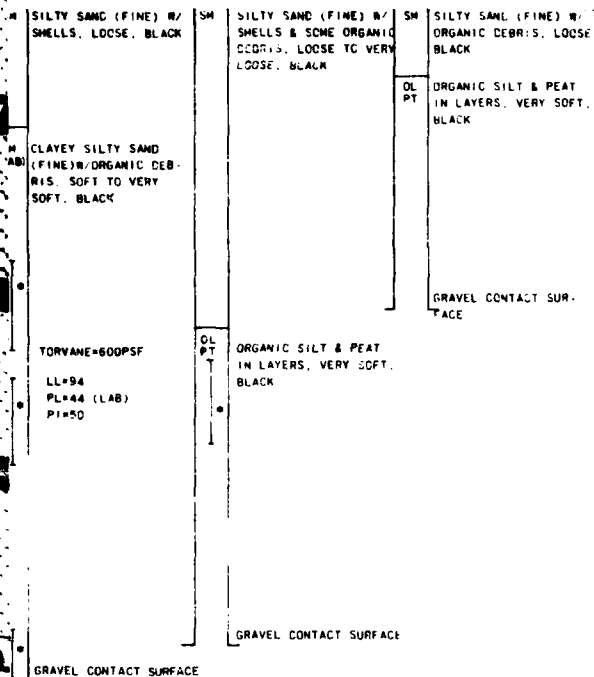 M
SILTY SAND (FINE) W/
SHELLS, LOOSE, BLACK
M
(LAB)
CLAYEY SILTY SAND
(FINE)W/ORGANIC DEB-
RIS, SOFT TO VERY
SOFT, BLACK
*
TORVANE=600PSF
LL=94
PL=44 (LAB)
PI=50
*
*
GRAVEL CONTACT SURFACE
SM
SILTY SAND (FINE) W/
SHELLS & SOME ORGANIC
DEBRIS, LOOSE TO VERY
LOOSE, BLACK
OL
PT
ORGANIC SILT & PEAT
IN LAYERS, VERY SOFT,
BLACK
*
GRAVEL CONTACT SURFACE
SM
SILTY SAND (FINE) W/
ORGANIC DEBRIS, LOOSE
BLACK
OL
PT
ORGANIC SILT & PEAT
IN LAYERS, VERY SOFT,
BLACK
GRAVEL CONTACT SUR-
FACE